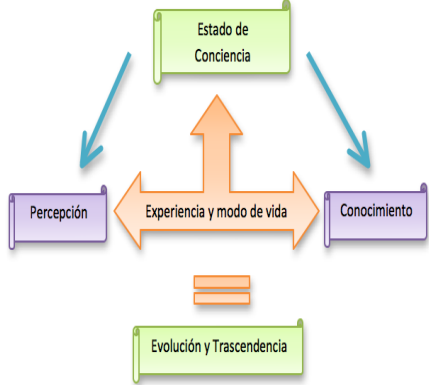 Estado de
Conciencia
Percepción
Experiencia y modo de vida
Conocimiento
Evolución y Trascendencia